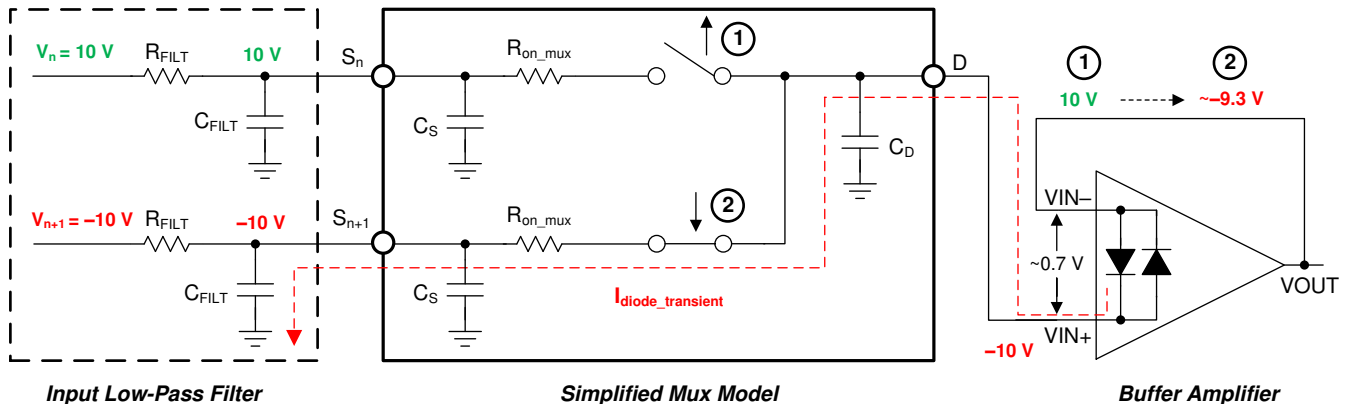 Vn = 10 V
RFILT
10 V
CFILT
Sn
CS
Ron_mux
1
D
CD
1
2
10 V
~–9.3 V
Vn+1 = –10 V
RFILT
–10 V
CFILT
Sn+1
CS
Ron_mux
2
Idiode_transient
VIN–
~0.7 V
VIN+
–10 V
VOUT
Input Low-Pass Filter
Simplified Mux Model
Buffer Amplifier